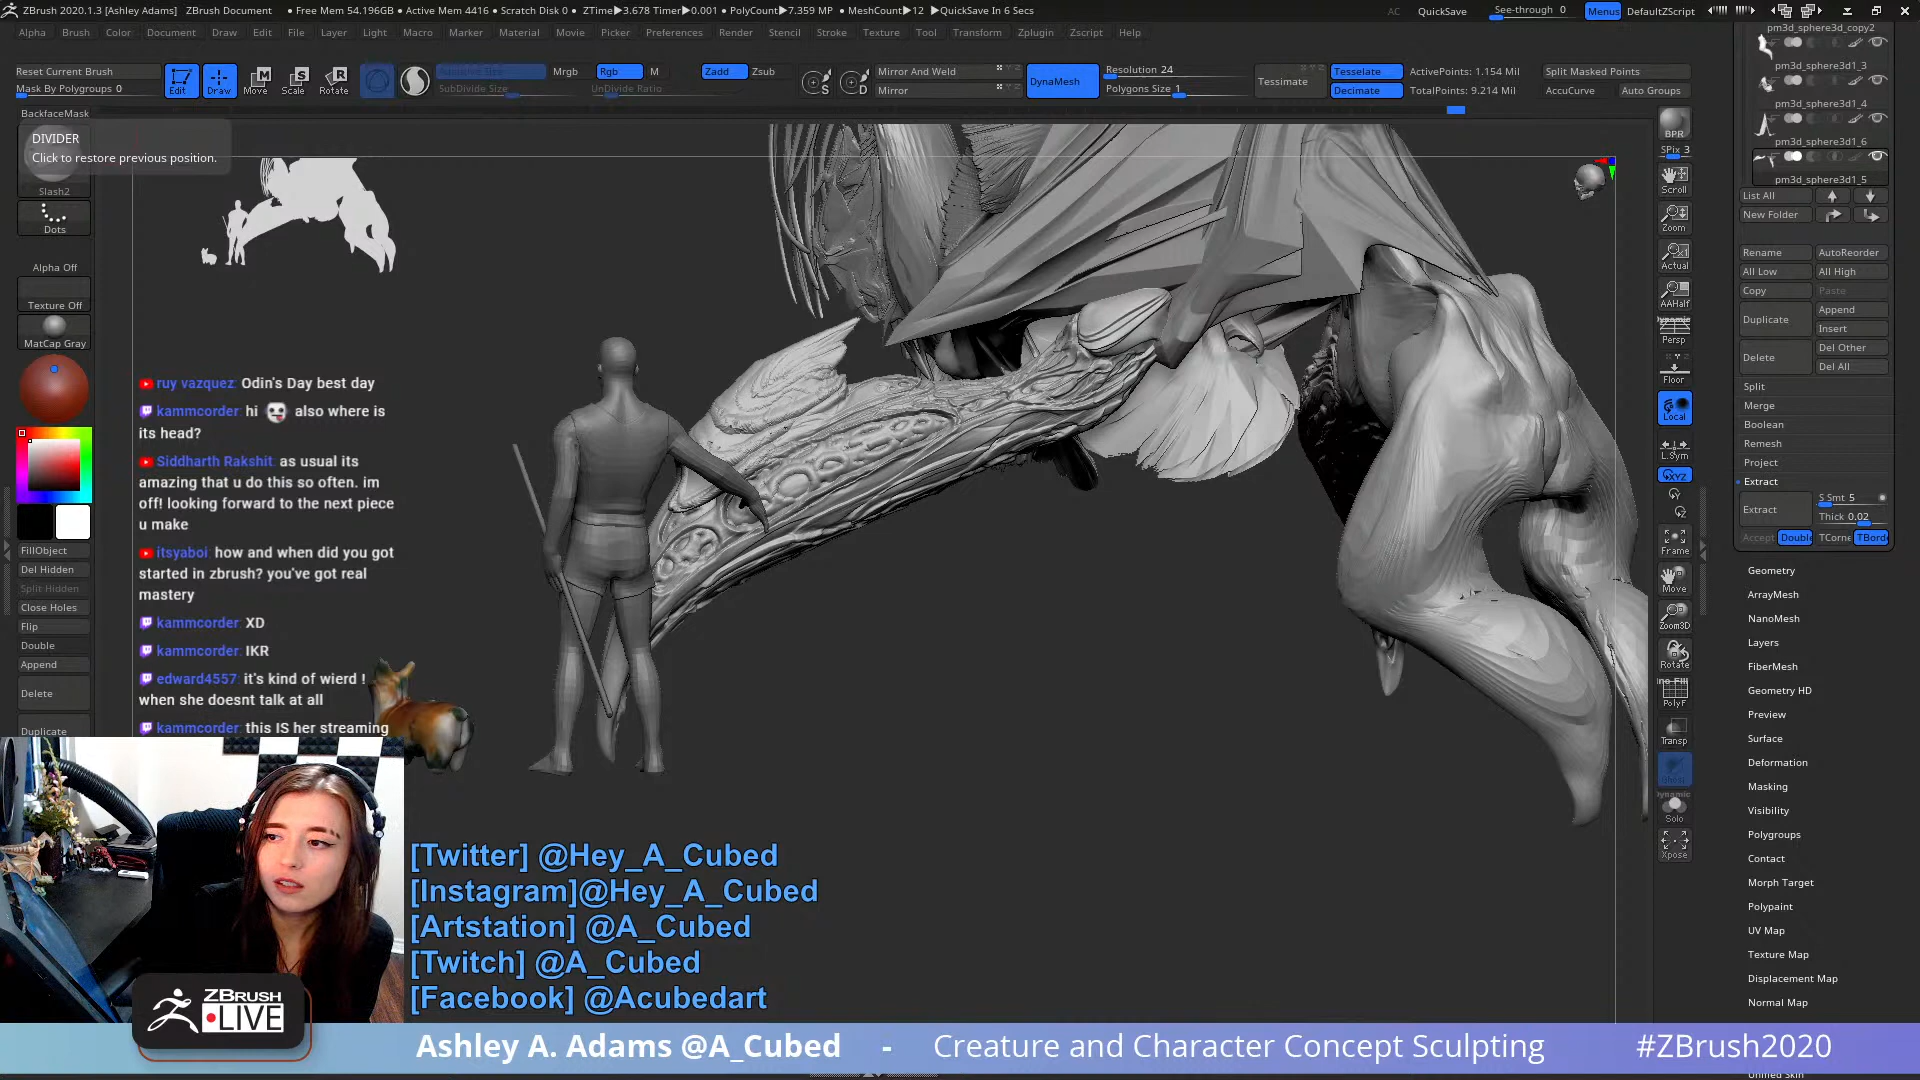 ZBrush 2020.1.3 [Ashley Adams] ZBrush Document • Free Mem 54.196GB • Active Mem 4416 • Scratch Disk 0 • ZTime▶3.678 Timer▶0.001 • PolyCount▶7.359 MP • MeshCount▶12 ▶QuickSave In 6 Secs AC QuickSave See-through 0 Menus DefaultZScript
Alpha Brush Color Document Draw Edit File Layer Light Macro Marker Material Movie Picker Preferences Render Stencil Stroke Texture Tool Transform Zplugin Zscript Help
Reset Current Brush
Mask By Polygroups 0
Edit Draw Move Scale Rotate
SubDivide Size UnDivide Ratio
Mrgb Rgb M Zadd Zsub
Mirror And Weld
Mirror
DynaMesh
Resolution 24
Polygons Size 1
Tessimate
Tesselate
Decimate
ActivePoints: 1.154 Mil
TotalPoints: 9.214 Mil
Split Masked Points
AccuCurve Auto Groups
BackfaceMask
DIVIDER
Click to restore previous position.
Slash2
Dots
Alpha Off
Texture Off
MatCap Gray
FillObject
Del Hidden
Split Hidden
Close Holes
Flip
Double
Append
Delete
Duplicate
ruy vazquez: Odin's Day best day
kammcorder: hi also where is
its head?
Siddharth Rakshit: as usual its
amazing that u do this so often. im
off! looking forward to the next piece
u make
itsyaboi: how and when did you got
started in zbrush? you've got real
mastery
kammcorder: XD
kammcorder: IKR
edward4557: it's kind of wierd !
when she doesnt talk at all
kammcorder: this IS her streaming
BPR
SPix 3
Scroll
Zoom
Actual
AAHalf
Dynamic
Persp
Floor
Local
L.Sym
Frame
Move
Zoom3D
Rotate
PolyF
Transp
Ghost
Dynamic
Solo
Xpose
pm3d_sphere3d_copy2
pm3d_sphere3d1_3
pm3d_sphere3d1_4
pm3d_sphere3d1_6
pm3d_sphere3d1_5
List All
New Folder
Rename AutoReorder
All Low All High
Copy Paste
Duplicate Append
Insert
Delete Del Other
Del All
Split
Merge
Boolean
Remesh
Project
Extract
Extract S Smt 5
Thick 0.02
Accept Double TCorne TBorde
Geometry
ArrayMesh
NanoMesh
Layers
FiberMesh
Geometry HD
Preview
Surface
Deformation
Masking
Visibility
Polygroups
Contact
Morph Target
Polypaint
UV Map
Texture Map
Displacement Map
Normal Map
Unified Skin
[Twitter] @Hey_A_Cubed
[Instagram]@Hey_A_Cubed
[Artstation] @A_Cubed
[Twitch] @A_Cubed
[Facebook] @Acubedart
ZBRUSH
LIVE
Ashley A. Adams @A_Cubed - Creature and Character Concept Sculpting #ZBrush2020